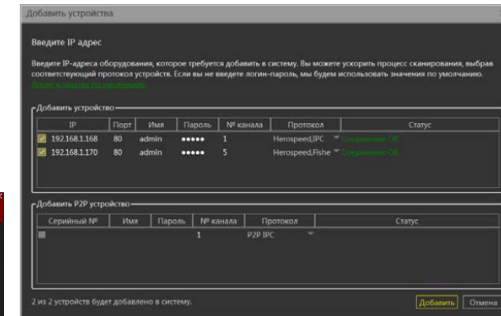 Добавить устройства
Введите IP адрес
Введите IP-адреса оборудования, которое требуется добавить в систему. Вы можете ускорить процесс сканирования, выбрав
соответствующий протокол устройств. Если вы не введете логин-пароль, мы будем использовать значения по умолчанию.
Добавить устройство
IP Порт Имя Пароль № канала Протокол Статус
192.168.1.168 80 admin ••••• 1 Herospeed,IPC Соединение ОК.
192.168.1.170 80 admin ••••• 5 Herospeed,Fishe Соединение ОК.
Добавить P2P устройство
Серийный № Имя Пароль № канала Протокол Статус
1 P2P IPC
2 из 2 устройств будет добавлено в систему.
Добавить Отмена